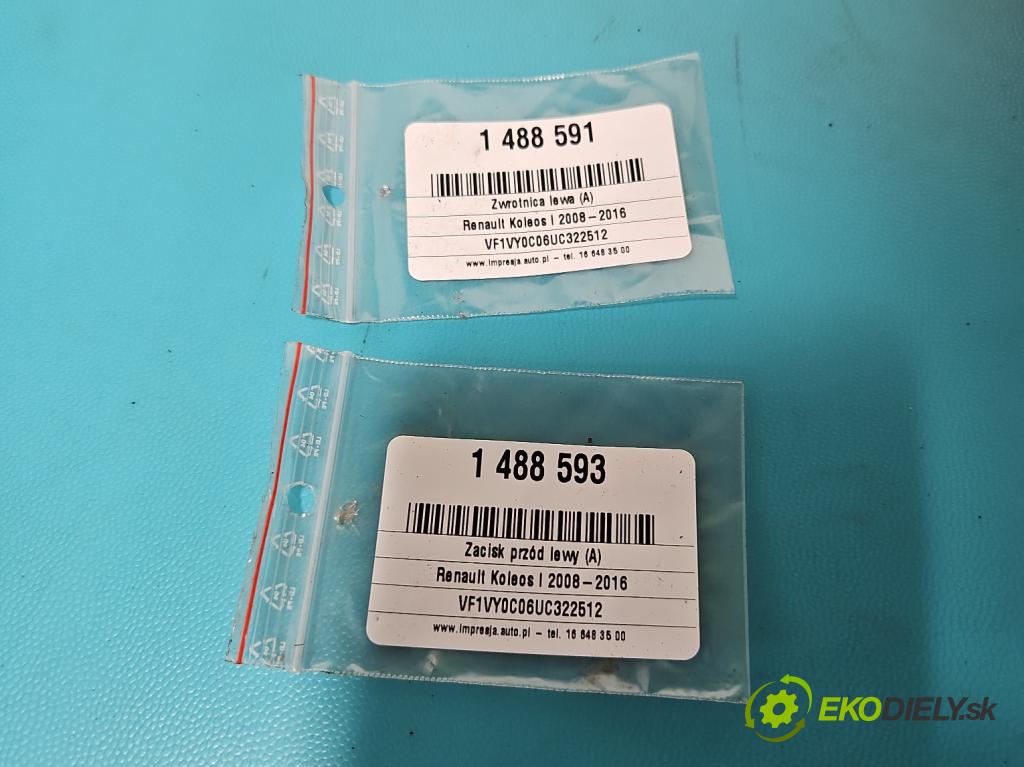 1 488 591
Zwrotnica lewa (A)
Renault Koleos I 2008-2016
VF1VY0C06UC322512
www.impresja.auto.pl - tel. 16 648 35 00
1 488 593
Zacisk przód lewy (A)
Renault Koleos I 2008-2016
VF1VY0C06UC322512
www.impresja.auto.pl - tel. 16 648 35 00
EKODIELY.sk